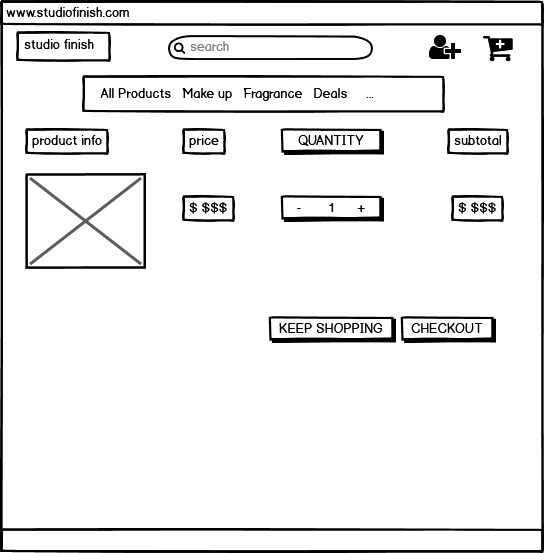 www.studiofinish.com
studio finish
search
All Products Make up Fragrance Deals ...
product info price QUANTITY subtotal
$ $$$ - 1 + $ $$$
KEEP SHOPPING CHECKOUT